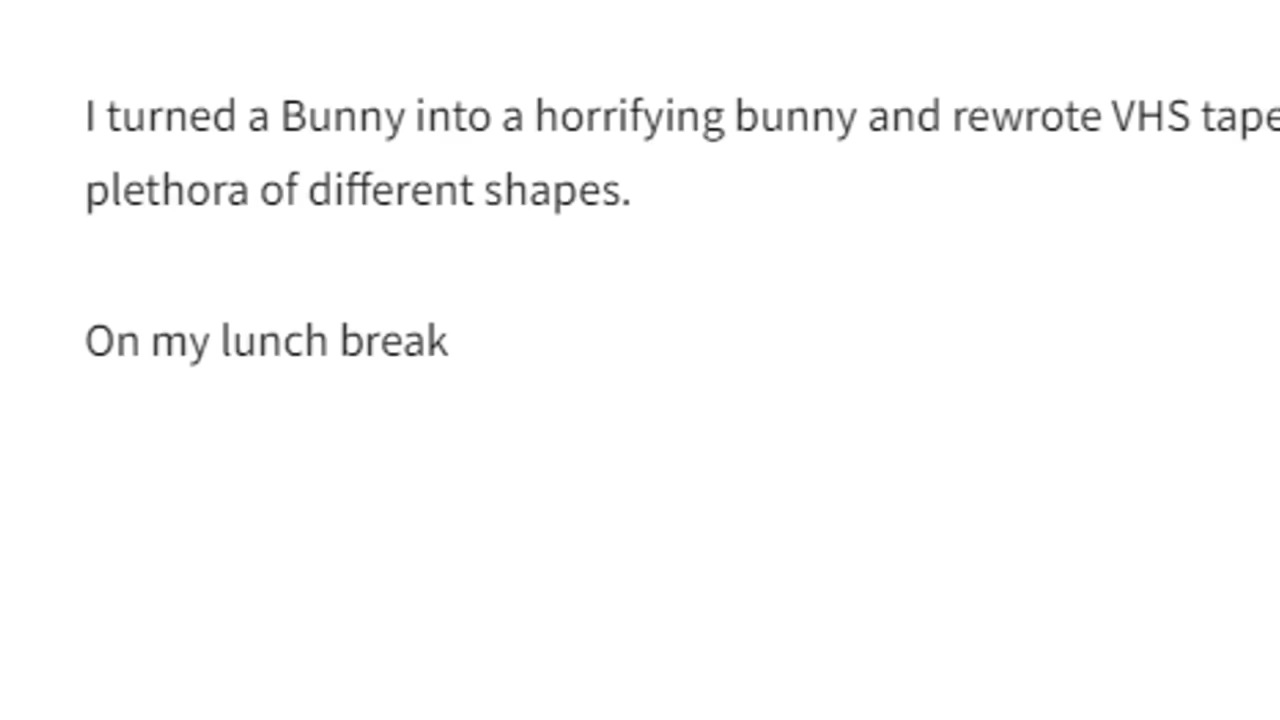 I turned a Bunny into a horrifying bunny and rewrote VHS tape
plethora of different shapes.
On my lunch break